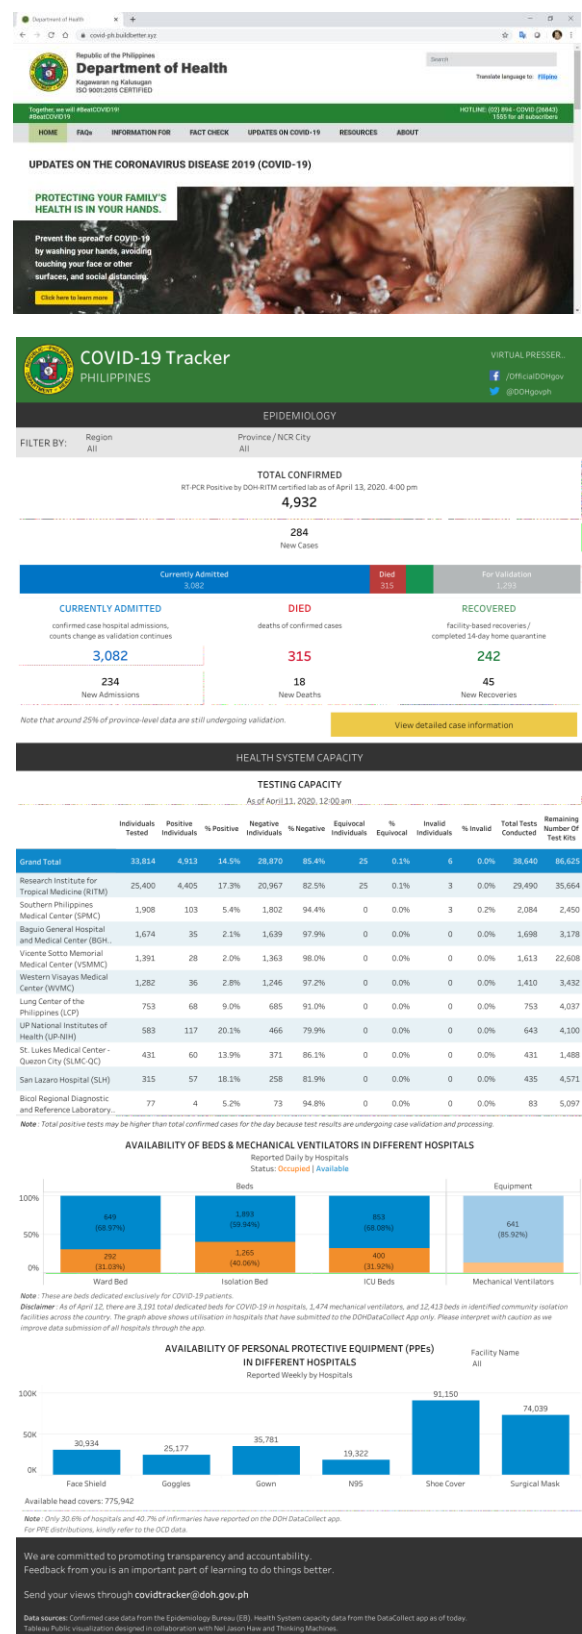 Department of Health
covid-ph.buildbetter.xyz
Republic of the Philippines
Department of Health
Kagawaran ng Kalusugan
ISO 9001:2015 CERTIFIED
Search
Translate language to: Filipino
Together, we will #BeatCOVID19!
#BeatCOVID19
HOTLINE: (02) 894 - COVID (26843)
1555 for all subscribers
HOME FAQs INFORMATION FOR FACT CHECK UPDATES ON COVID-19 RESOURCES ABOUT
UPDATES ON THE CORONAVIRUS DISEASE 2019 (COVID-19)
PROTECTING YOUR FAMILY'S
HEALTH IS IN YOUR HANDS.
Prevent the spread of COVID-19
by washing your hands, avoiding
touching your face or other
surfaces, and social distancing.
Click here to learn more
COVID-19 Tracker
PHILIPPINES
VIRTUAL PRESSER..
/OfficialDOHgov
@DOHgovph
EPIDEMIOLOGY
FILTER BY:
Region
All
Province / NCR City
All
TOTAL CONFIRMED
RT-PCR Positive by DOH-RITM certified lab as of April 13, 2020. 4:00 pm
4,932
284
New Cases
Currently Admitted
3,082
Died
315
For Validation
1,293
CURRENTLY ADMITTED
confirmed case hospital admissions,
counts change as validation continues
3,082
234
New Admissions
DIED
deaths of confirmed cases
315
18
New Deaths
RECOVERED
facility-based recoveries /
completed 14-day home quarantine
242
45
New Recoveries
Note that around 25% of province-level data are still undergoing validation.
View detailed case information
HEALTH SYSTEM CAPACITY
TESTING CAPACITY
As of April 11, 2020, 12:00 am
Individuals Tested Positive Individuals % Positive Negative Individuals % Negative Equivocal Individuals % Equivocal Invalid Individuals % Invalid Total Tests Conducted Remaining Number Of Test Kits
Grand Total 33,814 4,913 14.5% 28,870 85.4% 25 0.1% 6 0.0% 38,640 86,625
Research Institute for Tropical Medicine (RITM) 25,400 4,405 17.3% 20,967 82.5% 25 0.1% 3 0.0% 29,490 35,664
Southern Philippines Medical Center (SPMC) 1,908 103 5.4% 1,802 94.4% 0 0.0% 3 0.2% 2,084 2,450
Baguio General Hospital and Medical Center (BGH.. 1,674 35 2.1% 1,639 97.9% 0 0.0% 0 0.0% 1,698 3,178
Vicente Sotto Memorial Medical Center (VSMMC) 1,391 28 2.0% 1,363 98.0% 0 0.0% 0 0.0% 1,613 22,608
Western Visayas Medical Center (WVMC) 1,282 36 2.8% 1,246 97.2% 0 0.0% 0 0.0% 1,410 3,432
Lung Center of the Philippines (LCP) 753 68 9.0% 685 91.0% 0 0.0% 0 0.0% 753 4,037
UP National Institutes of Health (UP-NIH) 583 117 20.1% 466 79.9% 0 0.0% 0 0.0% 643 4,100
St. Lukes Medical Center - Quezon City (SLMC-QC) 431 60 13.9% 371 86.1% 0 0.0% 0 0.0% 431 1,488
San Lazaro Hospital (SLH) 315 57 18.1% 258 81.9% 0 0.0% 0 0.0% 435 4,571
Bicol Regional Diagnostic and Reference Laboratory.. 77 4 5.2% 73 94.8% 0 0.0% 0 0.0% 83 5,097
Note : Total positive tests may be higher than total confirmed cases for the day because test results are undergoing case validation and processing.
AVAILABILITY OF BEDS & MECHANICAL VENTILATORS IN DIFFERENT HOSPITALS
Reported Daily by Hospitals
Status: Occupied | Available
Beds Equipment
100%
50%
0%
649
(68.97%)
292
(31.03%)
1,893
(59.94%)
1,265
(40.06%)
853
(68.08%)
400
(31.92%)
641
(85.92%)
Ward Bed Isolation Bed ICU Beds Mechanical Ventilators
Note : These are beds dedicated exclusively for COVID-19 patients.
Disclaimer : As of April 12, there are 3,191 total dedicated beds for COVID-19 in hospitals, 1,474 mechanical ventilators, and 12,413 beds in identified community isolation
facilities across the country. The graph above shows utilisation in hospitals that have submitted to the DOHDataCollect App only. Please interpret with caution as we
improve data submission of all hospitals through the app.
AVAILABILITY OF PERSONAL PROTECTIVE EQUIPMENT (PPEs)
IN DIFFERENT HOSPITALS
Reported Weekly by Hospitals
Facility Name
All
100K
50K
0K
30,934
25,177
35,781
19,322
91,150
74,039
Face Shield Goggles Gown N95 Shoe Cover Surgical Mask
Available head covers: 775,942
Note : Only 30.6% of hospitals and 40.7% of infirmaries have reported on the DOH DataCollect app.
For PPE distributions, kindly refer to the OCD data.
We are committed to promoting transparency and accountability.
Feedback from you is an important part of learning to do things better.
Send your views through covidtracker@doh.gov.ph
Data sources: Confirmed case data from the Epidemiology Bureau (EB). Health System capacity data from the DataCollect app as of today.
Tableau Public visualization designed in collaboration with Nel Jason Haw and Thinking Machines.